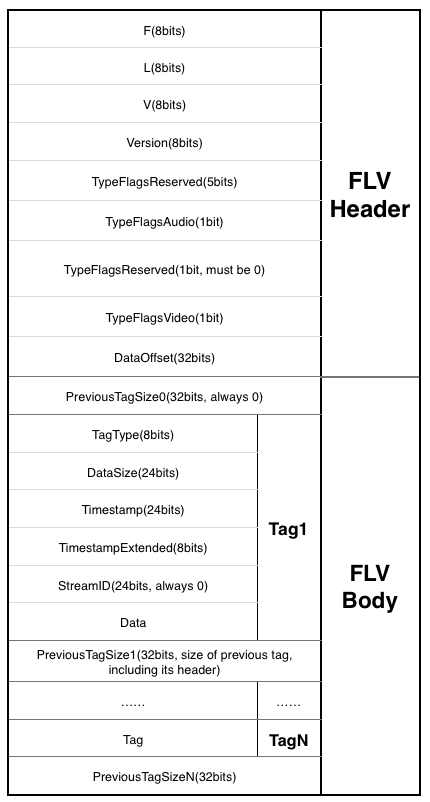 F(8bits)
L(8bits)
V(8bits)
Version(8bits)
TypeFlagsReserved(5bits)
TypeFlagsAudio(1bit)
TypeFlagsReserved(1bit, must be 0)
TypeFlagsVideo(1bit)
DataOffset(32bits)
FLV
Header
PreviousTagSize0(32bits, always 0)
TagType(8bits)
DataSize(24bits)
Timestamp(24bits)
TimestampExtended(8bits)
StreamID(24bits, always 0)
Data
Tag1
PreviousTagSize1(32bits, size of previous tag,
including its header)
......
......
Tag
TagN
PreviousTagSizeN(32bits)
FLV
Body